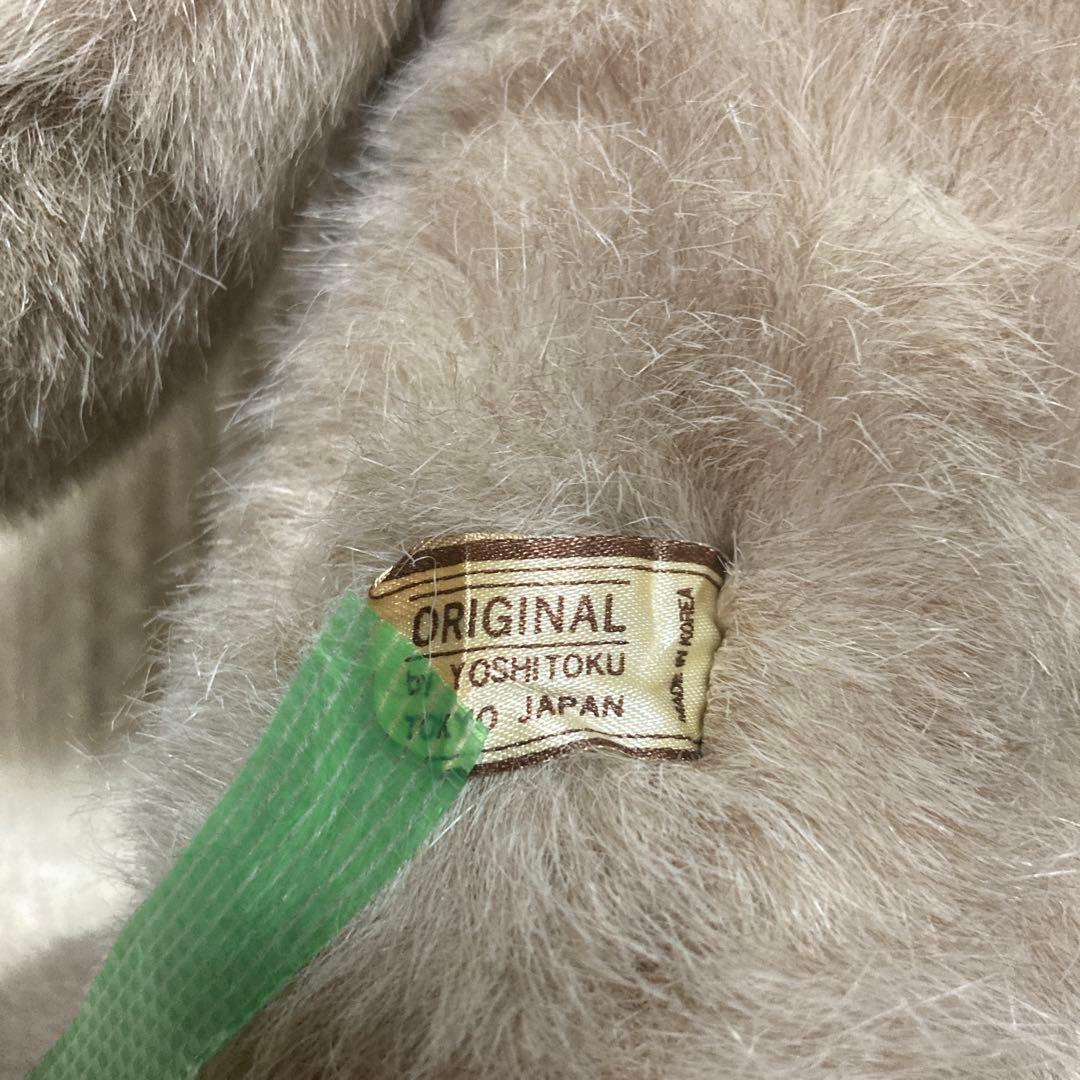 ORIGINAL
by YOSHITOKU
TOKYO JAPAN
MADE IN KOREA